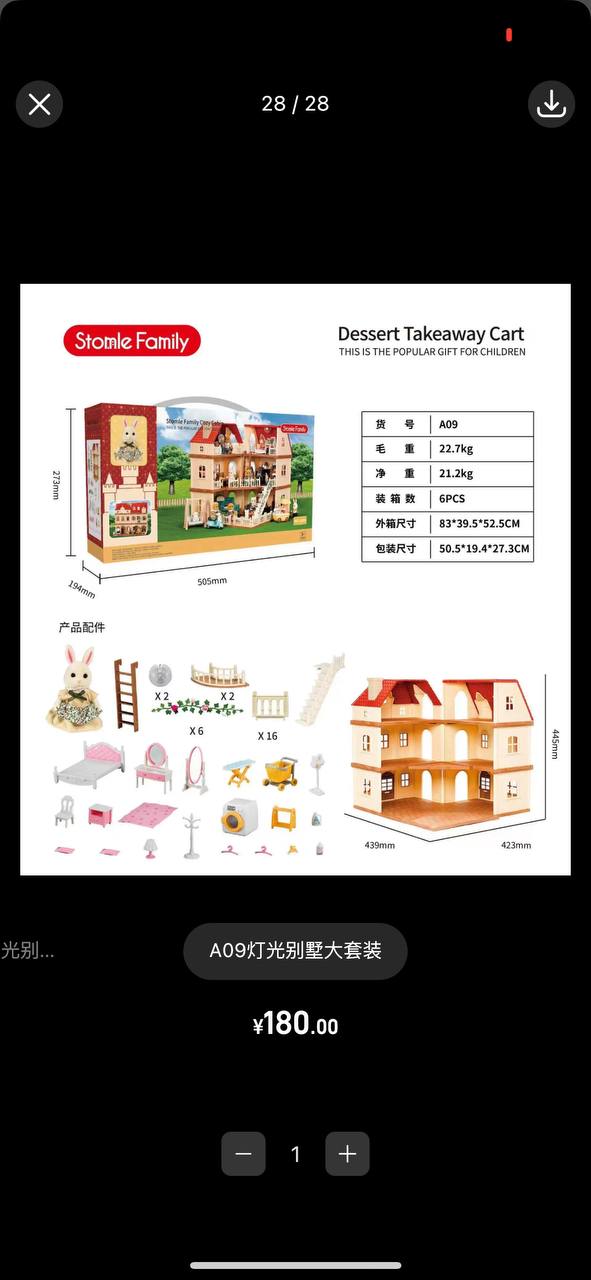 28 / 28
Stomle Family
Dessert Takeaway Cart
THIS IS THE POPULAR GIFT FOR CHILDREN
Stomle Family Cozy Cabin
Stomle Family
273mm
194mm
505mm
货 号 A09
毛 重 22.7kg
净 重 21.2kg
装 箱 数 6PCS
外箱尺寸 83*39.5*52.5CM
包装尺寸 50.5*19.4*27.3CM
产品配件
X 2
X 2
X 6
X 16
445mm
439mm
423mm
光别...
A09灯光别墅大套装
¥180.00
1